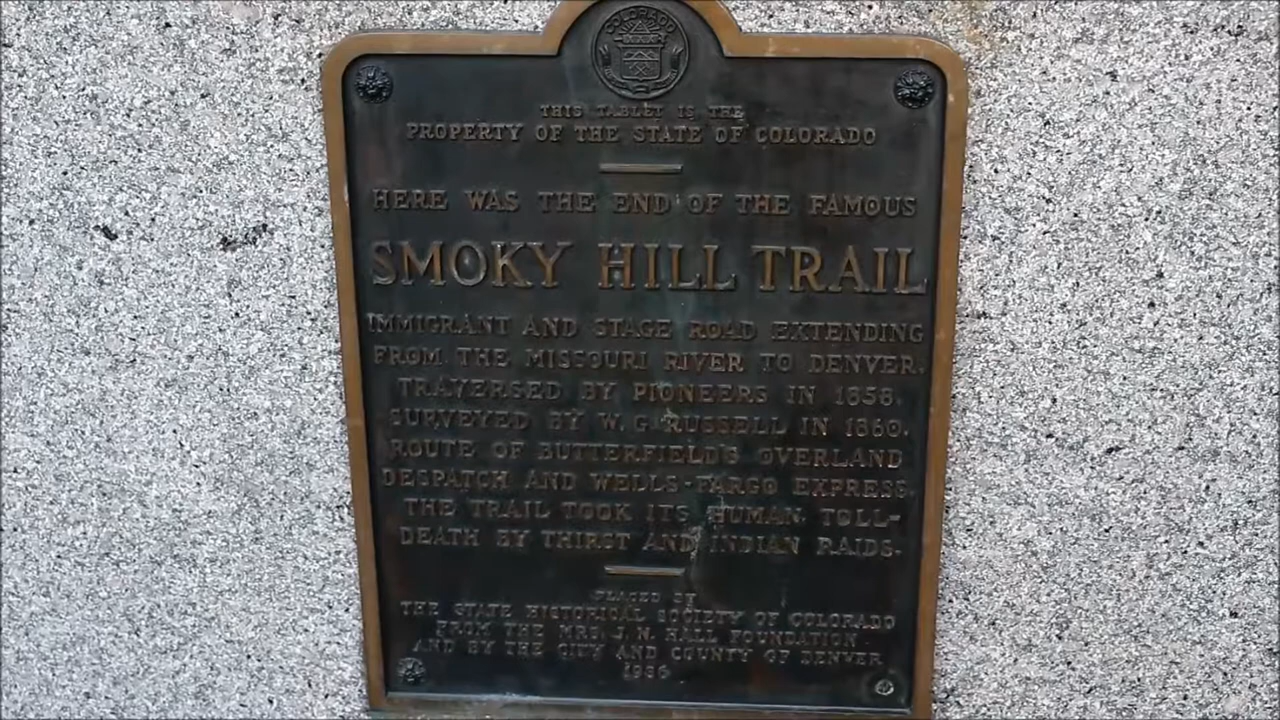 COLORADO
THIS TABLET IS THE
PROPERTY OF THE STATE OF COLORADO
HERE WAS THE END OF THE FAMOUS
SMOKY HILL TRAIL
IMMIGRANT AND STAGE ROAD EXTENDING
FROM THE MISSOURI RIVER TO DENVER.
TRAVERSED BY PIONEERS IN 1858.
SURVEYED BY W. G. RUSSELL IN 1860.
ROUTE OF BUTTERFIELD'S OVERLAND
DESPATCH AND WELLS-FARGO EXPRESS.
THE TRAIL TOOK ITS HUMAN TOLL-
DEATH BY THIRST AND INDIAN RAIDS.
PLACED BY
THE STATE HISTORICAL SOCIETY OF COLORADO
FROM THE MRS. J. N. HALL FOUNDATION
AND BY THE CITY AND COUNTY OF DENVER
1936